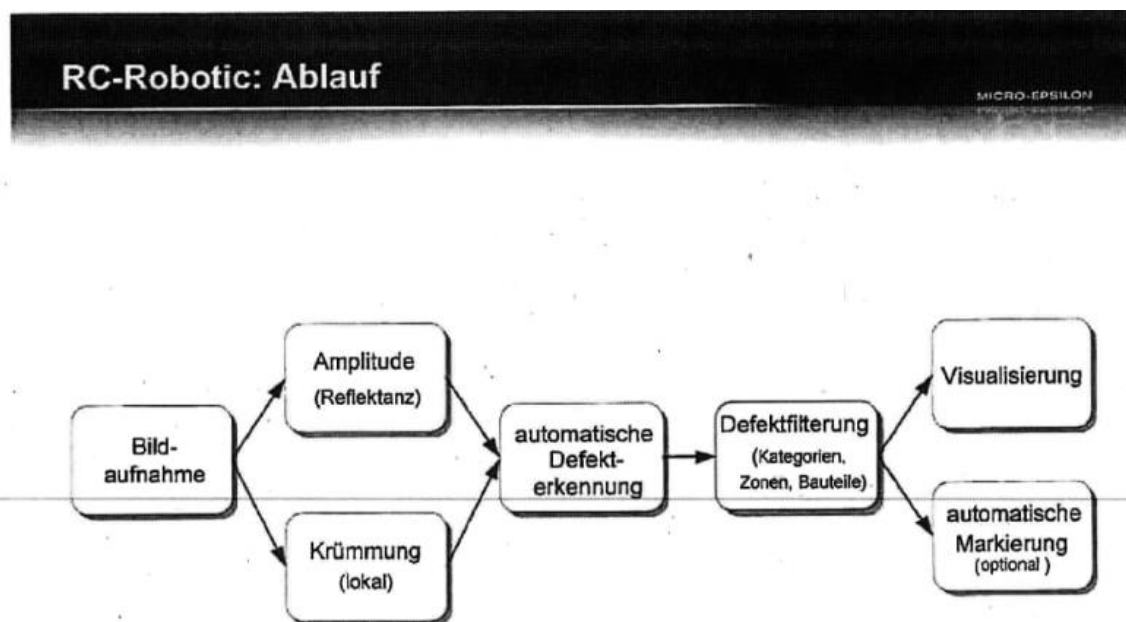 RC-Robotic: Ablauf
MICRO-EPSILON
Bild-
aufnahme
Amplitude
(Reflektanz)
Krümmung
(lokal)
automatische
Defekt-
erkennung
Defektfilterung
(Kategorien,
Zonen, Bauteile)
Visualisierung
automatische
Markierung
(optional )